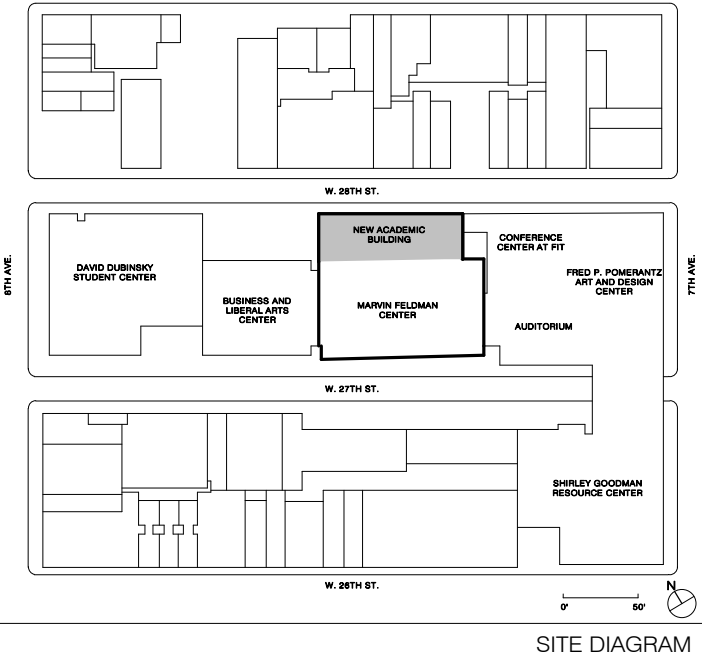 W. 28TH ST.
NEW ACADEMIC
BUILDING
CONFERENCE
CENTER AT FIT
8TH AVE.
DAVID DUBINSKY
STUDENT CENTER
FRED P. POMERANTZ
ART AND DESIGN
CENTER
7TH AVE.
BUSINESS AND
LIBERAL ARTS
CENTER
MARVIN FELDMAN
CENTER
AUDITORIUM
W. 27TH ST.
SHIRLEY GOODMAN
RESOURCE CENTER
W. 26TH ST.
N
0'
50'
SITE DIAGRAM